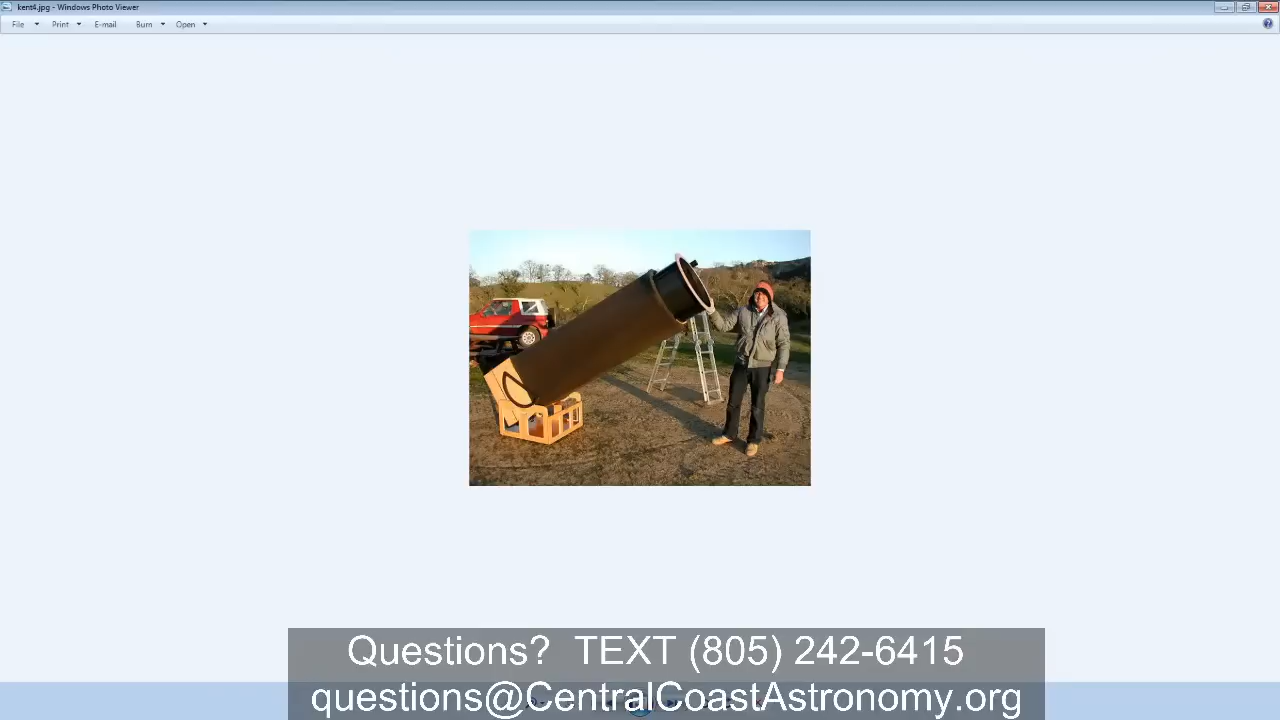 kent4.jpg - Windows Photo Viewer
File Print E-mail Burn Open
Questions? TEXT (805) 242-6415
questions@CentralCoastAstronomy.org